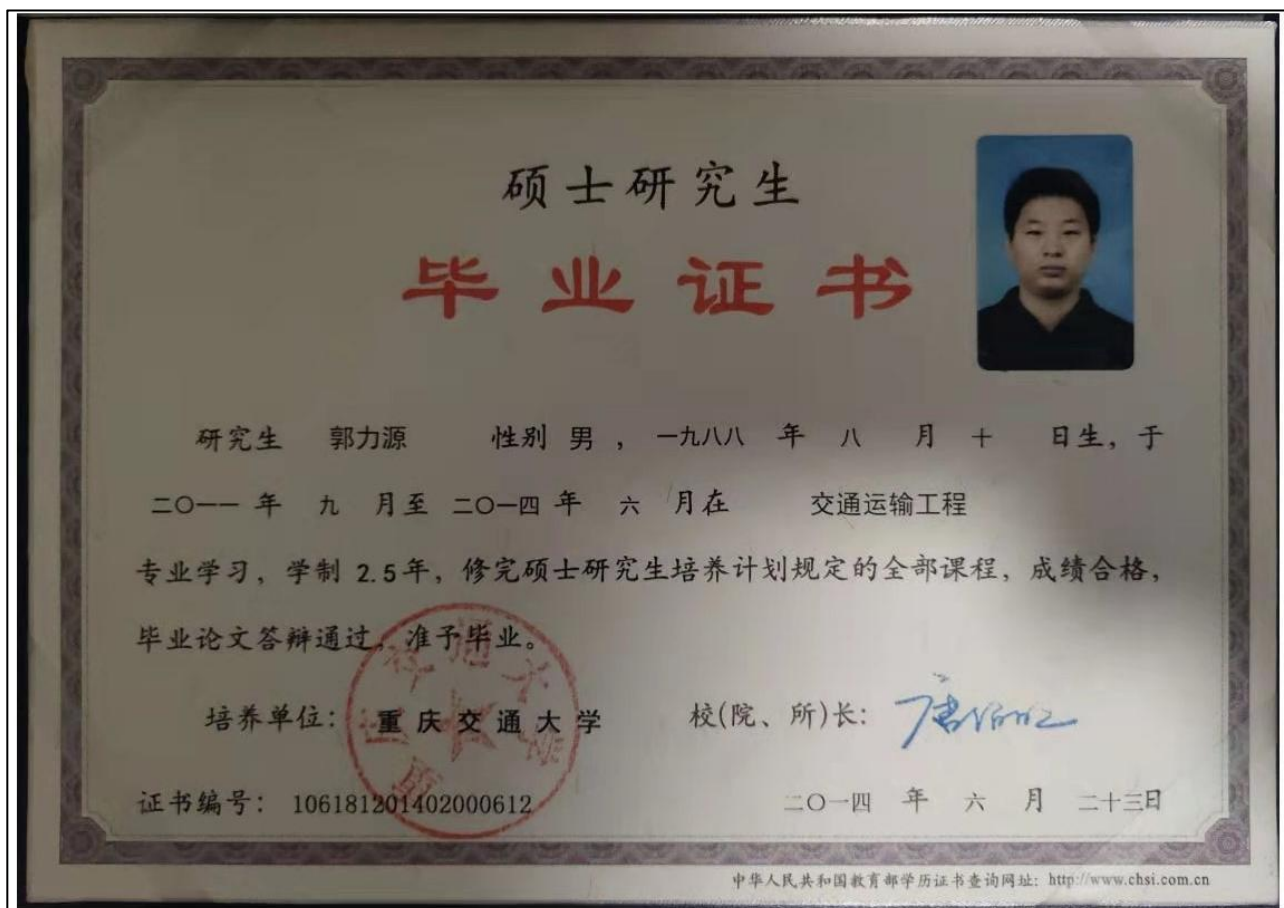 硕士研究生
毕业证书
研究生 郭力源 性别 男 , 一九八八 年 八 月 十 日生, 于
二〇一一 年 九 月至 二〇一四 年 六 月在 交通运输工程
专业学习, 学制 2.5年, 修完硕士研究生培养计划规定的全部课程, 成绩合格,
毕业论文答辩通过, 准予毕业。
培养单位: 重庆交通大学 校(院、所)长:
证书编号: 106181201402000612 二〇一四 年 六 月 二十三日
中华人民共和国教育部学历证书查询网址: http://www.chsi.com.cn